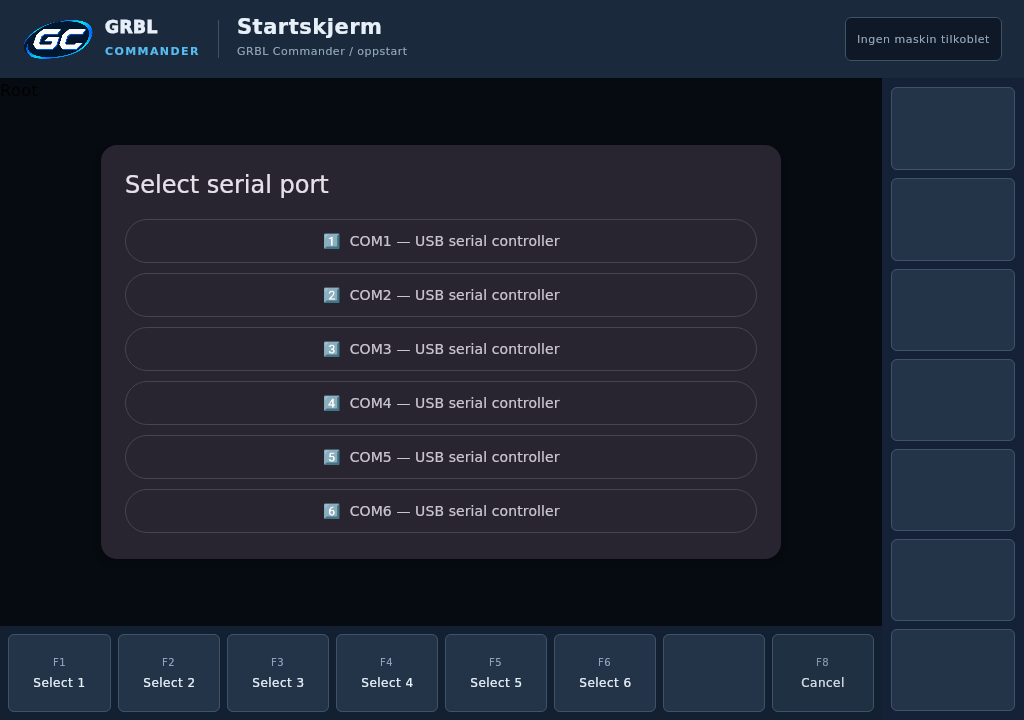 GC
GRBL
COMMANDER
Startskjerm
GRBL Commander / oppstart
Ingen maskin tilkoblet
Root
Select serial port
1 COM1 — USB serial controller
2 COM2 — USB serial controller
3 COM3 — USB serial controller
4 COM4 — USB serial controller
5 COM5 — USB serial controller
6 COM6 — USB serial controller
F1
Select 1
F2
Select 2
F3
Select 3
F4
Select 4
F5
Select 5
F6
Select 6
F8
Cancel